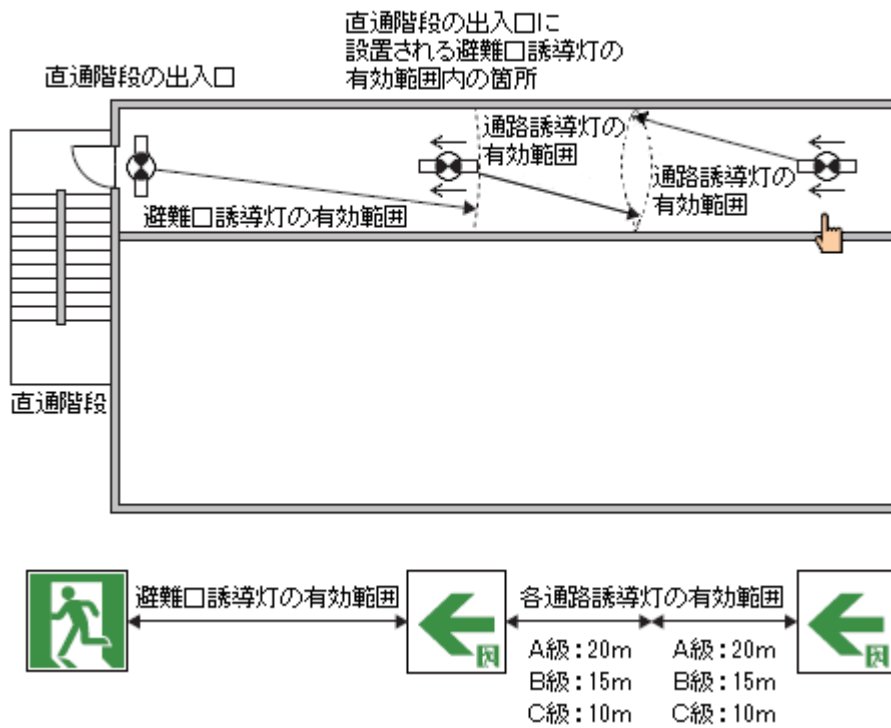 直通階段の出入口に
設置される避難口誘導灯の
有効範囲内の箇所
直通階段の出入口
通路誘導灯の
有効範囲
通路誘導灯の
有効範囲
避難口誘導灯の有効範囲
直通階段
避難口誘導灯の有効範囲
各通路誘導灯の有効範囲
A級：20m
B級：15m
C級：10m
A級：20m
B級：15m
C級：10m